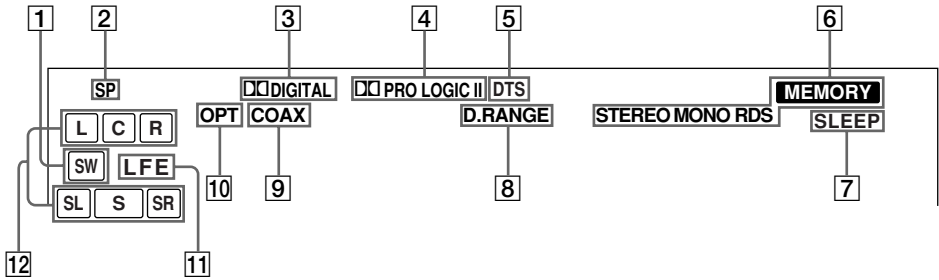 1 2 3 4 5 6
SP DIGITAL PRO LOGIC II DTS MEMORY
OPT COAX D.RANGE STEREO MONO RDS SLEEP
L C R
SW LFE
SL S SR
10 9 8 7
12 11